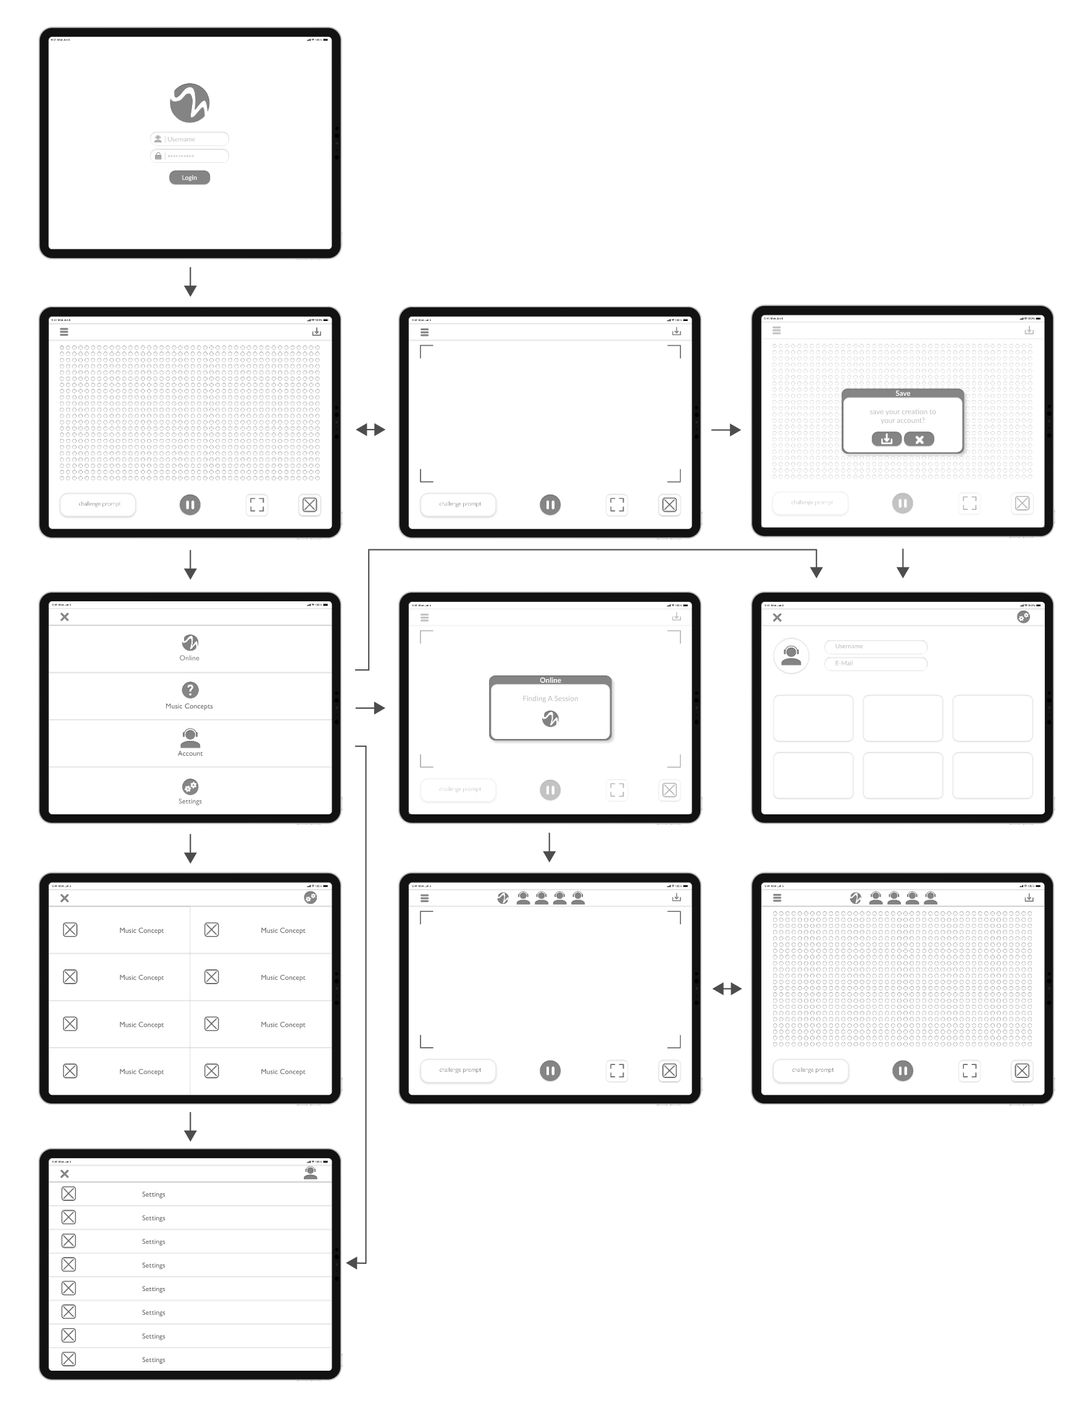 Username
Login
challenge prompt
challenge prompt
Save
save your creation to
your account?
challenge prompt
Online
Music Concepts
Account
Settings
Online
Finding A Session
challenge prompt
Username
E-Mail
Music Concept
Music Concept
Music Concept
Music Concept
Music Concept
Music Concept
Music Concept
Music Concept
challenge prompt
challenge prompt
Settings
Settings
Settings
Settings
Settings
Settings
Settings
Settings